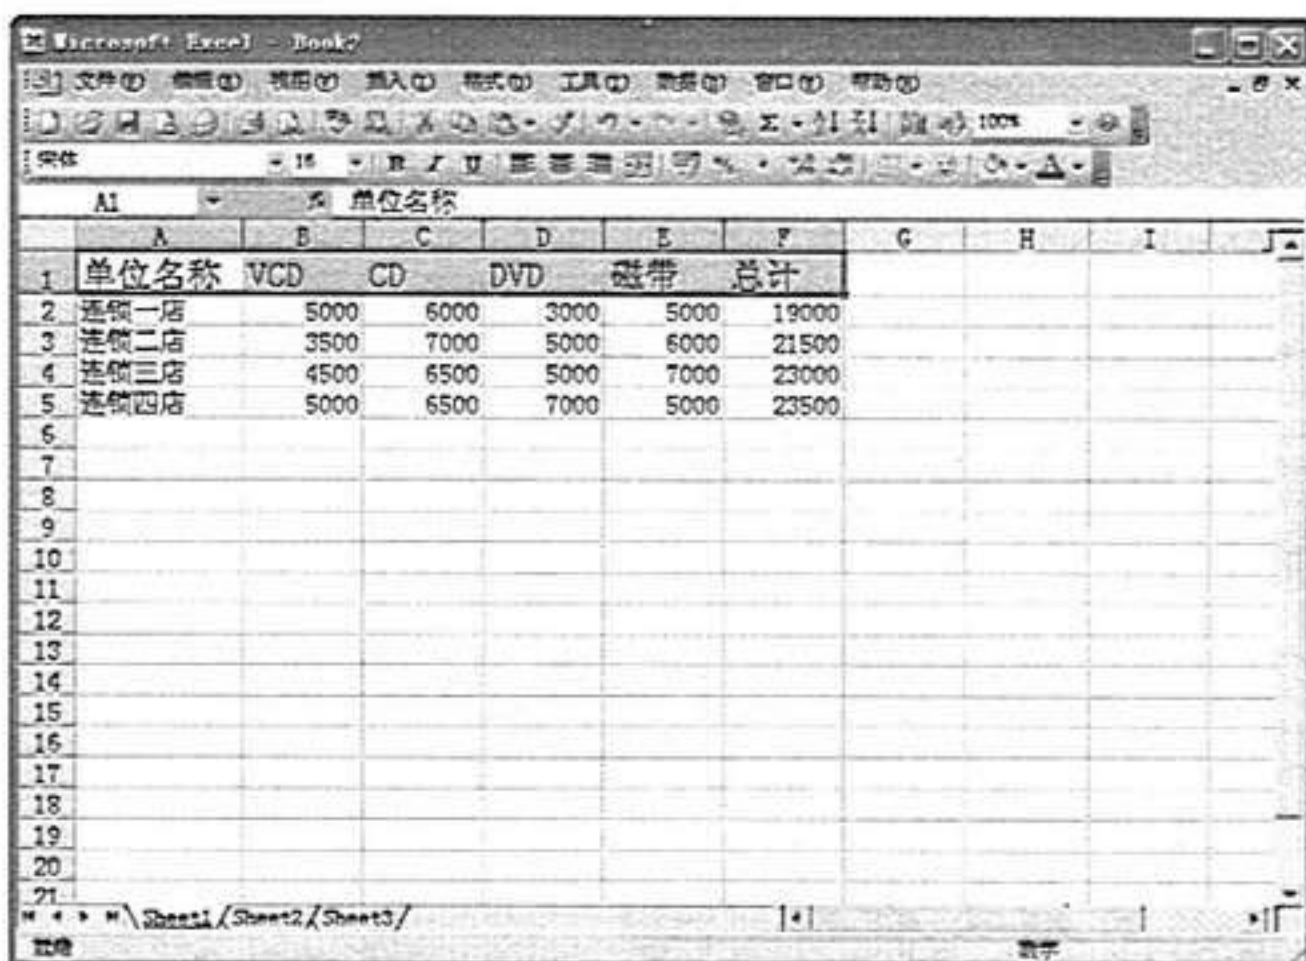 Microsoft Excel - Book2
文件(F) 编辑(E) 视图(V) 插入(I) 格式(O) 工具(T) 数据(D) 窗口(W) 帮助(H)
Σ 100%
宋体 16 B I U % A
A1 fx 单位名称
A B C D E F G H I J
1 单位名称 VCD CD DVD 磁带 总计
2 连锁一店 5000 6000 3000 5000 19000
3 连锁二店 3500 7000 5000 6000 21500
4 连锁三店 4500 6500 5000 7000 23000
5 连锁四店 5000 6500 7000 5000 23500
6
7
8
9
10
11
12
13
14
15
16
17
18
19
20
21
Sheet1 Sheet2 Sheet3
就绪 数字